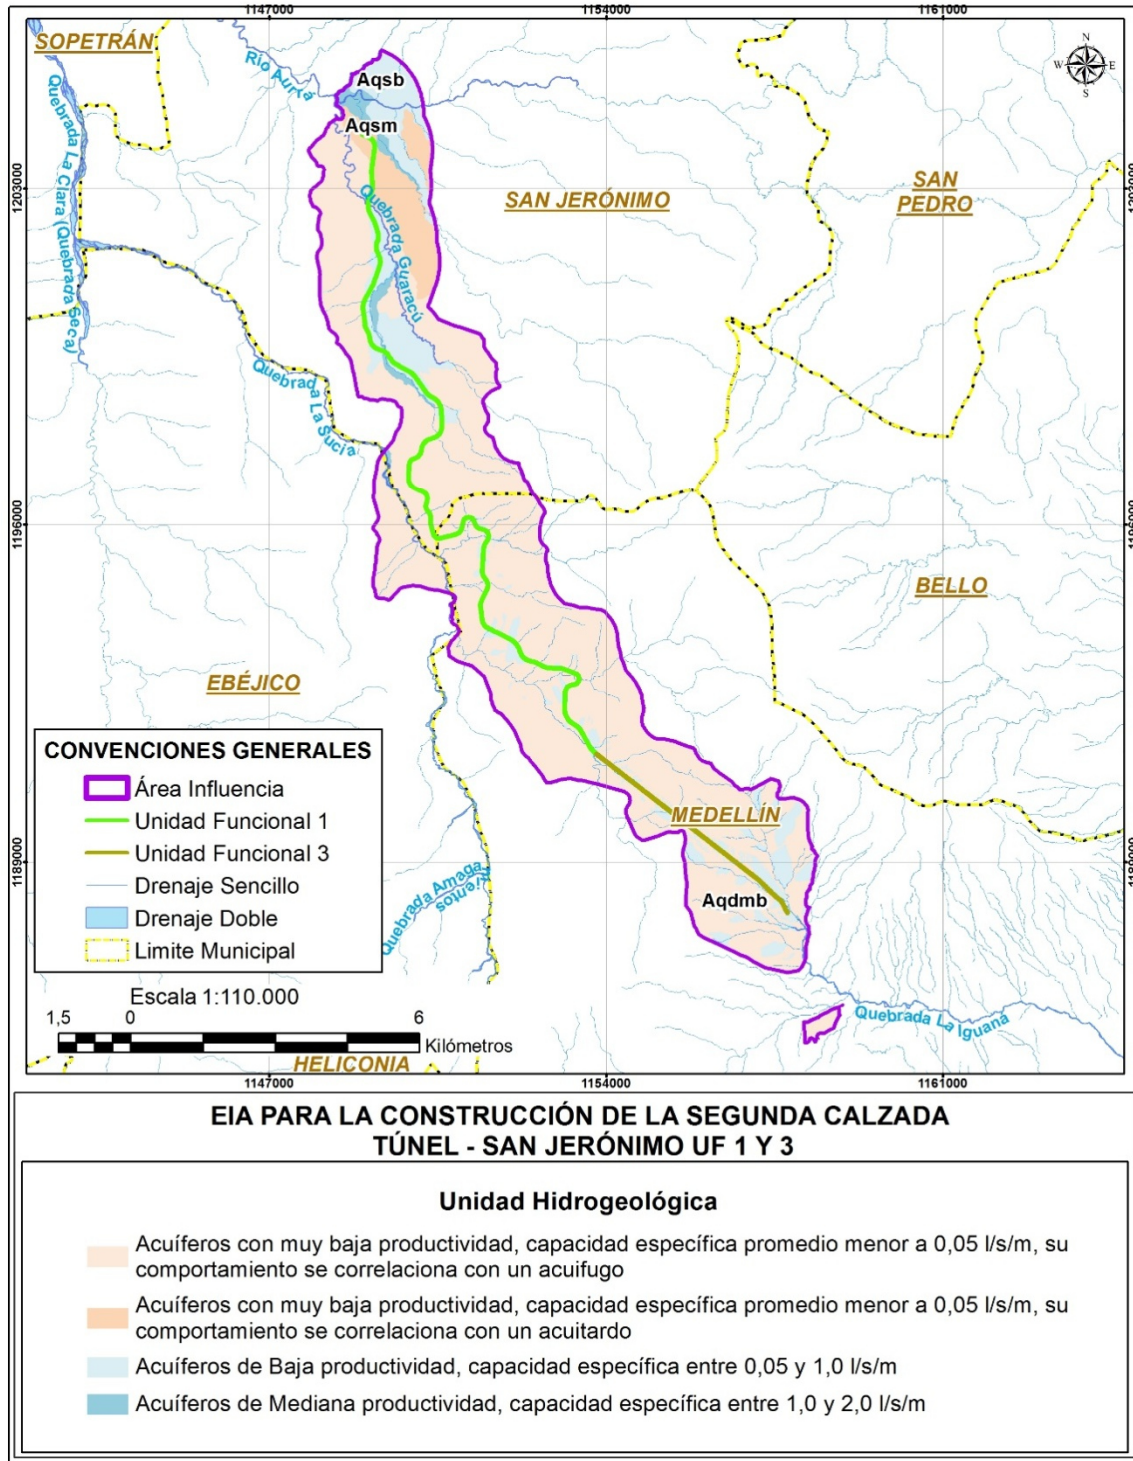 1147000
1154000
1161000
SOPETRÁN
Río Aurra
N
W
E
S
Aqsb
Aqsm
Quebrada La Clara (Quebrada Seca)
1203000
1203000
SAN JERÓNIMO
SAN
PEDRO
Quebrada Guaracú
Quebrada La Sucia
1196000
1196000
BELLO
EBÉJICO
CONVENCIONES GENERALES
Área Influencia
Unidad Funcional 1
Unidad Funcional 3
Drenaje Sencillo
Drenaje Doble
Limite Municipal
MEDELLÍN
1189000
1189000
Quebrada Amaga
Aqdmb
Escala 1:110.000
1,5
0
6
Kilómetros
Quebrada La Iguaná
HELICONIA
1147000
1154000
1161000
EIA PARA LA CONSTRUCCIÓN DE LA SEGUNDA CALZADA
TÚNEL - SAN JERÓNIMO UF 1 Y 3
Unidad Hidrogeológica
Acuíferos con muy baja productividad, capacidad específica promedio menor a 0,05 l/s/m, su
comportamiento se correlaciona con un acuifugo
Acuíferos con muy baja productividad, capacidad específica promedio menor a 0,05 l/s/m, su
comportamiento se correlaciona con un acuitardo
Acuíferos de Baja productividad, capacidad específica entre 0,05 y 1,0 l/s/m
Acuíferos de Mediana productividad, capacidad específica entre 1,0 y 2,0 l/s/m